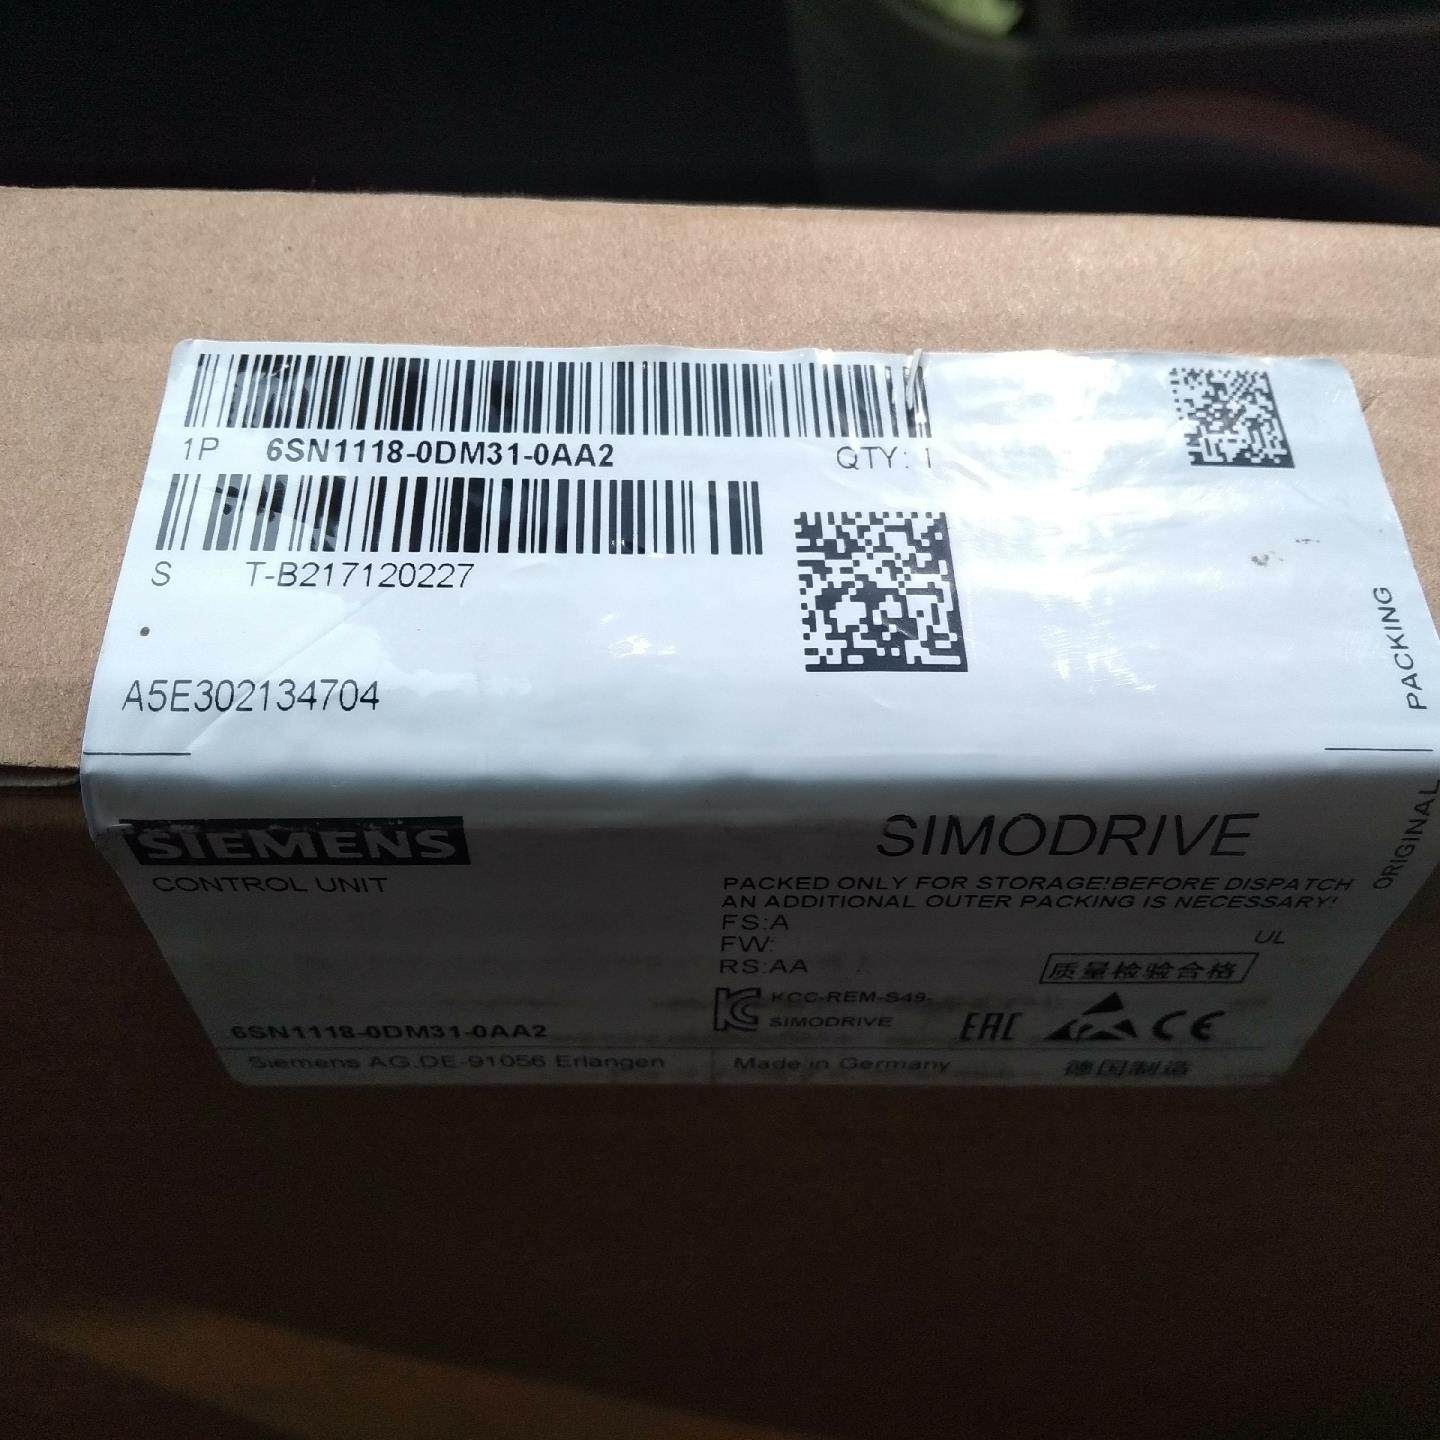 1P 6SN1118-0DM31-0AA2 QTY: 1
S T-B217120227
A5E302134704
ORIGINAL PACKING
SIEMENS
CONTROL UNIT
SIMODRIVE
PACKED ONLY FOR STORAGE!BEFORE DISPATCH
AN ADDITIONAL OUTER PACKING IS NECESSARY!
FS:A
FW:
RS:AA
UL
质量检验合格
KCC-REM-S49-
SIMODRIVE
EAC CE
6SN1118-0DM31-0AA2
Siemens AG.DE-91056 Erlangen Made in Germany 德国制造